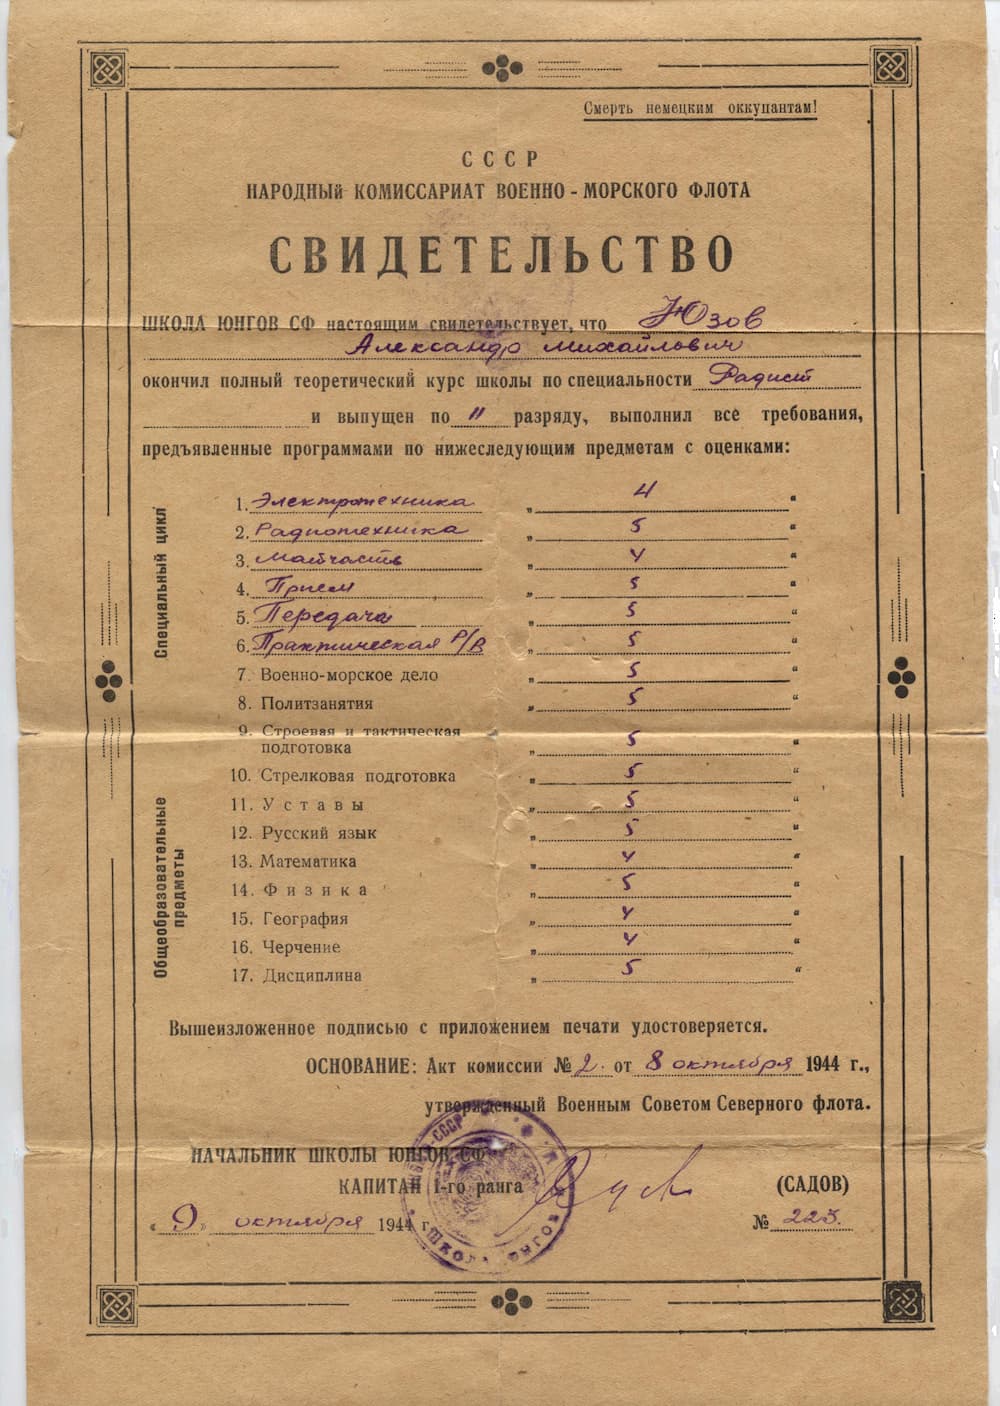 Смерть немецким оккупантам!
СССР
НАРОДНЫЙ КОМИССАРИАТ ВОЕННО-МОРСКОГО ФЛОТА
СВИДЕТЕЛЬСТВО
ШКОЛА ЮНГОВ СФ настоящим свидетельствует, что Юзов
Александр Михайлович
окончил полный теоретический курс школы по специальности Радист
и выпущен по II разряду, выполнил все требования,
предъявленные программами по нижеследующим предметам с оценками:
Специальный цикл
1. Электротехника „ 4 “
2. Радиотехника „ 5 “
3. Матчасть „ 4 “
4. Прием „ 5 “
5. Передача „ 5 “
6. Практическая Р/В „ 5 “
7. Военно-морское дело „ 5 “
8. Политзанятия „ 5 “
9. Строевая и тактическая
подготовка „ 5 “
Общеобразовательные
предметы
10. Стрелковая подготовка „ 5 “
11. Уставы „ 5 “
12. Русский язык „ 5 “
13. Математика „ 4 “
14. Физика „ 5 “
15. География „ 4 “
16. Черчение „ 4 “
17. Дисциплина „ 5 “
Вышеизложенное подписью с приложением печати удостоверяется.
ОСНОВАНИЕ: Акт комиссии № 2. от 8 октября 1944 г.,
утвержденный Военным Советом Северного флота.
НАЧАЛЬНИК ШКОЛЫ ЮНГОВ СФ
КАПИТАН 1-го ранга (САДОВ)
«9» октября 1944 г. № 223.
СССР
ШКОЛА ЮНГОВ